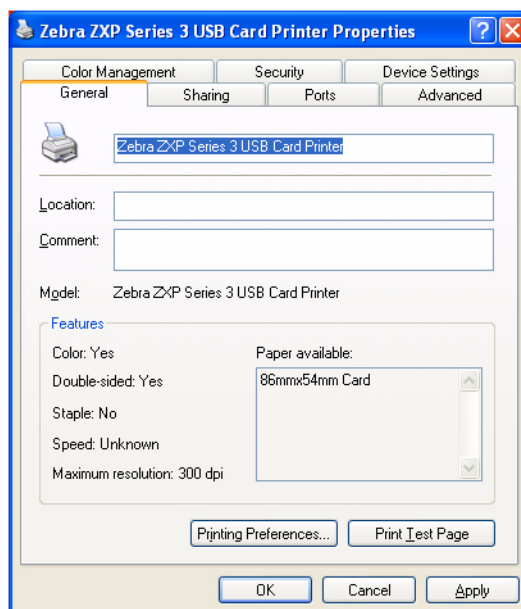 Zebra ZXP Series 3 USB Card Printer Properties
Color Management Security Device Settings
General Sharing Ports Advanced
Zebra ZXP Series 3 USB Card Printer
Location:
Comment:
Model: Zebra ZXP Series 3 USB Card Printer
Features
Color: Yes Paper available:
Double-sided: Yes 86mmx54mm Card
Staple: No
Speed: Unknown
Maximum resolution: 300 dpi
Printing Preferences... Print Test Page
OK Cancel Apply